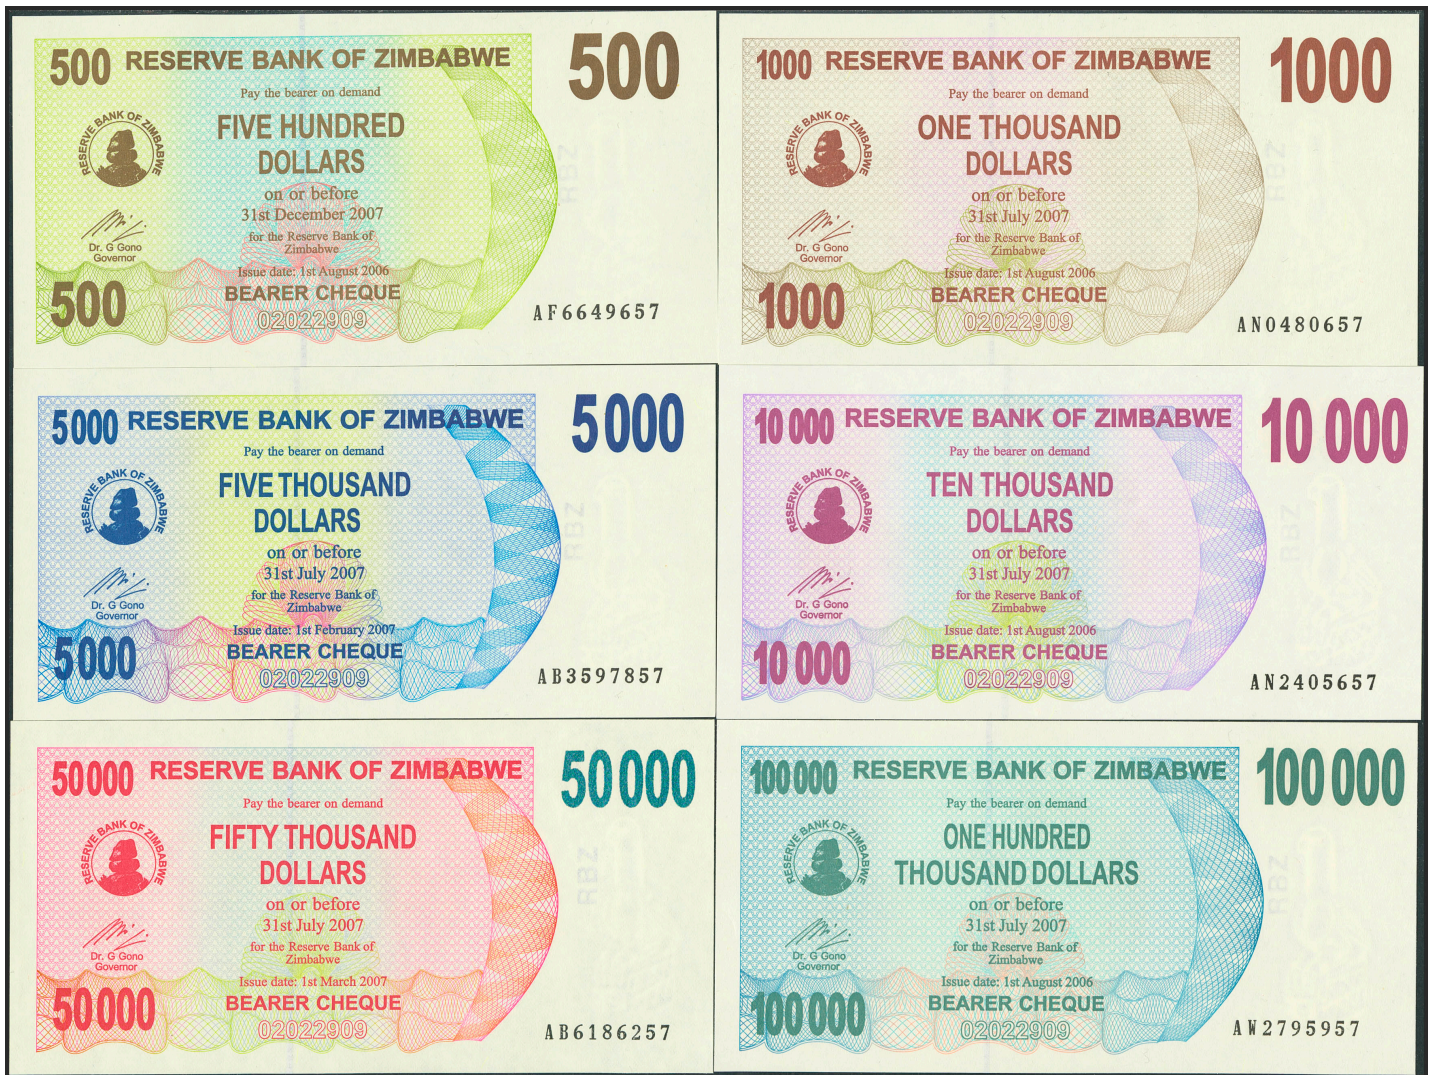 500 RESERVE BANK OF ZIMBABWE 500
Pay the bearer on demand
RESERVE BANK OF ZIMBABWE
FIVE HUNDRED
DOLLARS
on or before
31st December 2007
for the Reserve Bank of
Zimbabwe
Dr. G Gono
Governor
Issue date: 1st August 2006
500 BEARER CHEQUE
02022909
AF6649657
RBZ
1000 RESERVE BANK OF ZIMBABWE 1000
Pay the bearer on demand
RESERVE BANK OF ZIMBABWE
ONE THOUSAND
DOLLARS
on or before
31st July 2007
for the Reserve Bank of
Zimbabwe
Dr. G Gono
Governor
Issue date: 1st August 2006
1000 BEARER CHEQUE
02022909
AN0480657
RBZ
5000 RESERVE BANK OF ZIMBABWE 5000
Pay the bearer on demand
RESERVE BANK OF ZIMBABWE
FIVE THOUSAND
DOLLARS
on or before
31st July 2007
for the Reserve Bank of
Zimbabwe
Dr. G Gono
Governor
Issue date: 1st February 2007
5000 BEARER CHEQUE
02022909
AB3597857
RBZ
10 000 RESERVE BANK OF ZIMBABWE 10 000
Pay the bearer on demand
RESERVE BANK OF ZIMBABWE
TEN THOUSAND
DOLLARS
on or before
31st July 2007
for the Reserve Bank of
Zimbabwe
Dr. G Gono
Governor
Issue date: 1st August 2006
10 000 BEARER CHEQUE
02022909
AN2405657
RBZ
50 000 RESERVE BANK OF ZIMBABWE 50 000
Pay the bearer on demand
RESERVE BANK OF ZIMBABWE
FIFTY THOUSAND
DOLLARS
on or before
31st July 2007
for the Reserve Bank of
Zimbabwe
Dr. G Gono
Governor
Issue date: 1st March 2007
50 000 BEARER CHEQUE
02022909
AB6186257
RBZ
100 000 RESERVE BANK OF ZIMBABWE 100 000
Pay the bearer on demand
RESERVE BANK OF ZIMBABWE
ONE HUNDRED
THOUSAND DOLLARS
on or before
31st July 2007
for the Reserve Bank of
Zimbabwe
Dr. G Gono
Governor
Issue date: 1st August 2006
100 000 BEARER CHEQUE
02022909
AW2795957
RBZ